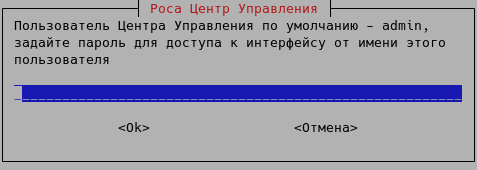 Роса Центр Управления
Пользователь Центра Управления по умолчанию – admin,
задайте пароль для доступа к интерфейсу от имени этого
пользователя
<Ok> <Отмена>